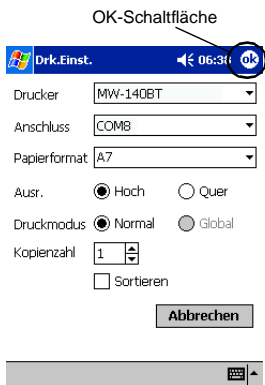 OK-Schaltfläche
Drk.Einst. 06:38 ok
Drucker MW-140BT
Anschluss COM8
Papierformat A7
Ausr. Hoch Quer
Druckmodus Normal Global
Kopienzahl 1
Sortieren
Abbrechen